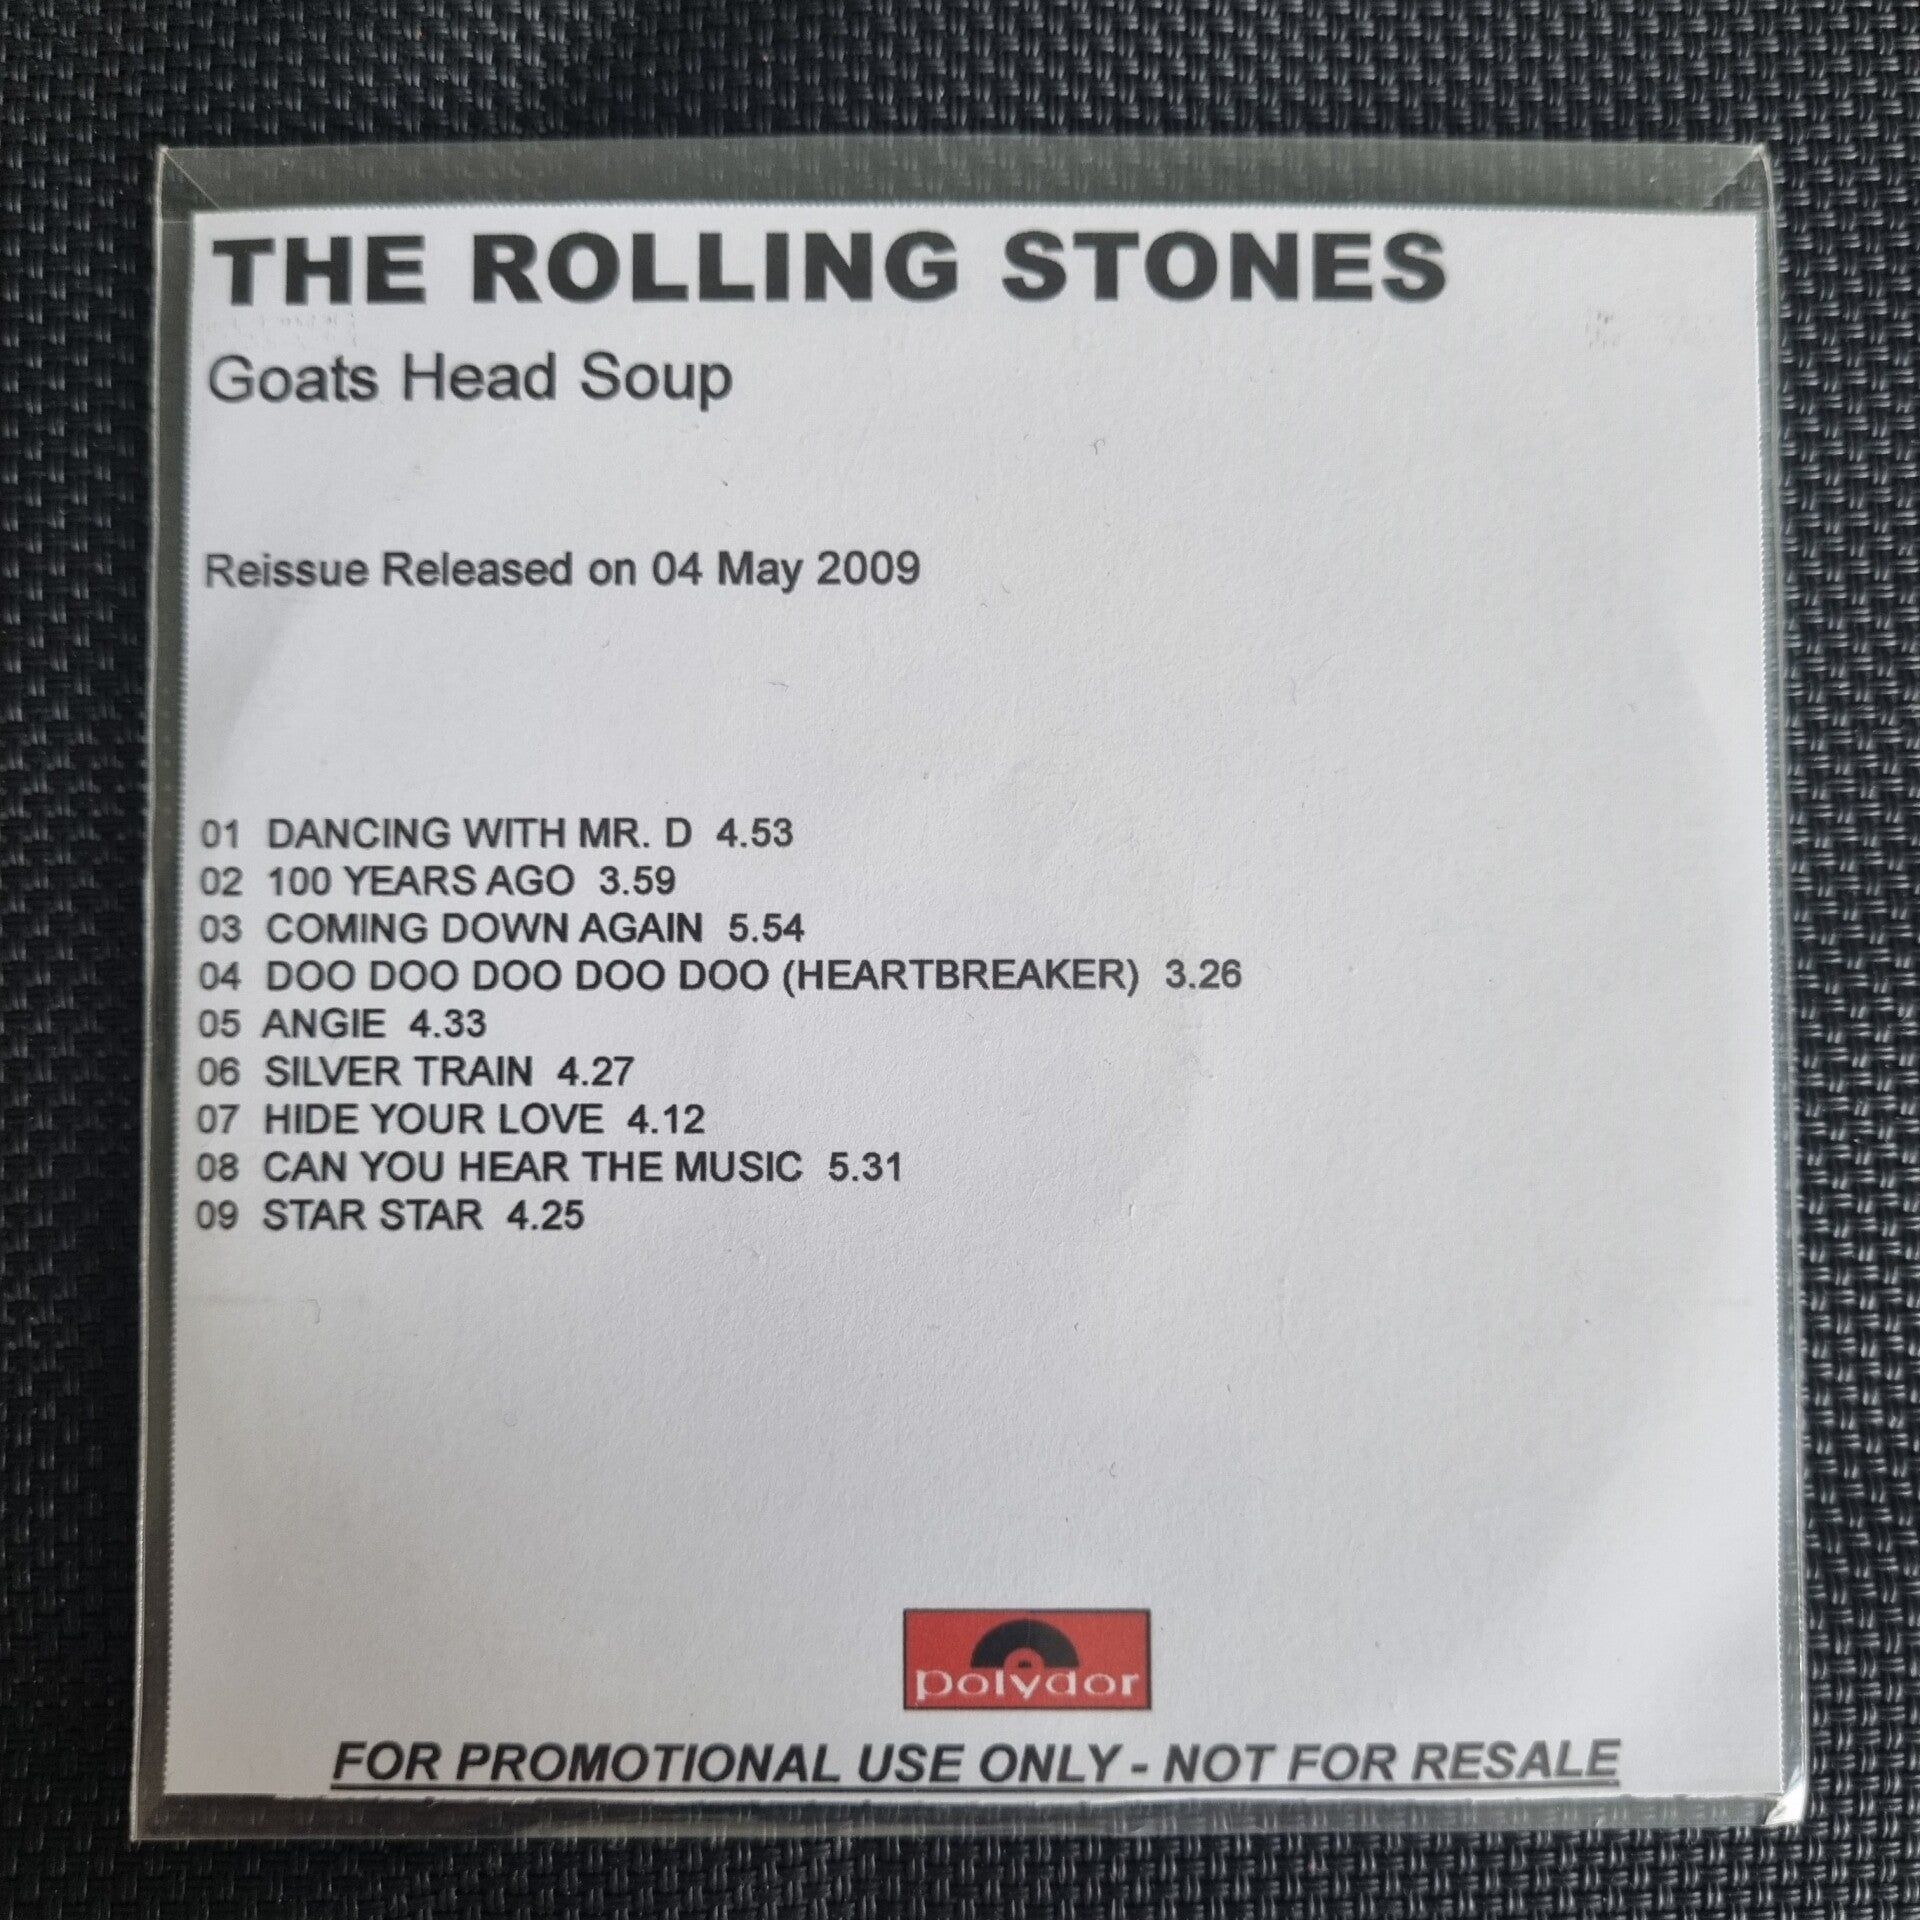 THE ROLLING STONES
Goats Head Soup
Reissue Released on 04 May 2009
01 DANCING WITH MR. D 4.53
02 100 YEARS AGO 3.59
03 COMING DOWN AGAIN 5.54
04 DOO DOO DOO DOO DOO (HEARTBREAKER) 3.26
05 ANGIE 4.33
06 SILVER TRAIN 4.27
07 HIDE YOUR LOVE 4.12
08 CAN YOU HEAR THE MUSIC 5.31
09 STAR STAR 4.25
polydor
FOR PROMOTIONAL USE ONLY - NOT FOR RESALE